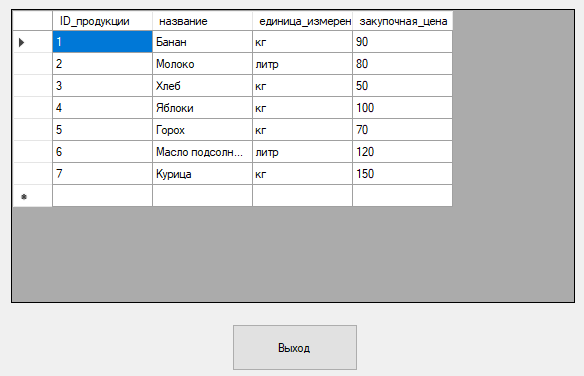 ID_продукции название единица_измерен закупочная_цена
1 Банан кг 90
2 Молоко литр 80
3 Хлеб кг 50
4 Яблоки кг 100
5 Горох кг 70
6 Масло подсолн... литр 120
7 Курица кг 150
Выход